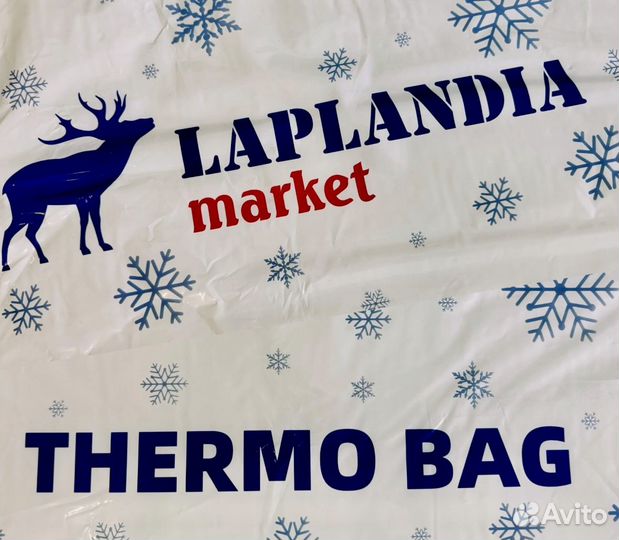 LAPLANDIA
market
THERMO BAG
Avito